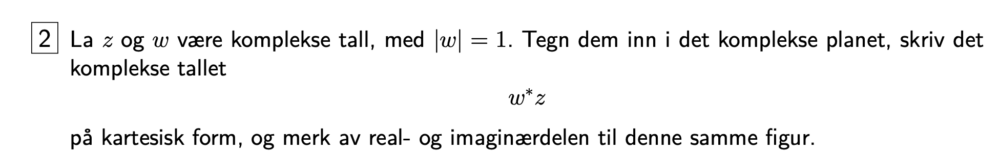 2 La z og w være komplekse tall, med |w| = 1. Tegn dem inn i det komplekse planet, skriv det
komplekse tallet
w*z
på kartesisk form, og merk av real- og imaginærdelen til denne samme figur.